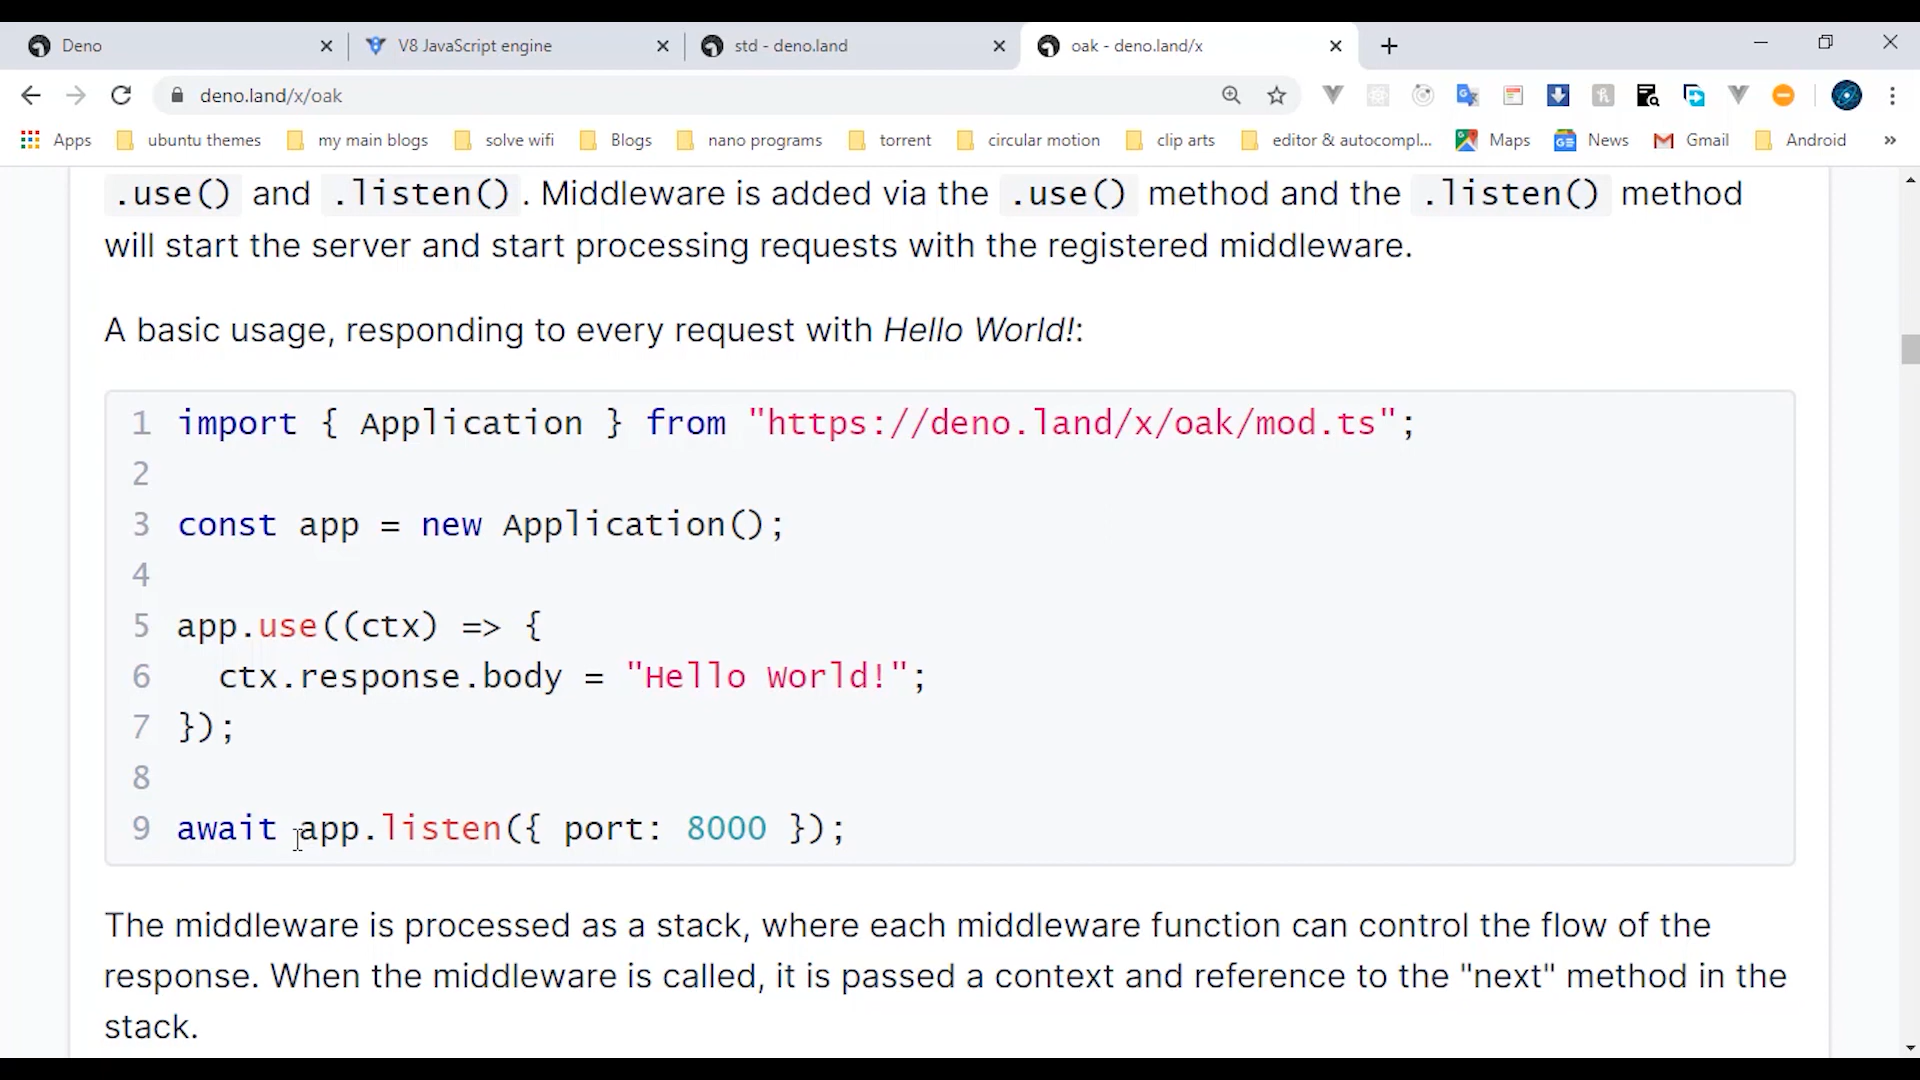 Deno
V8 JavaScript engine
std - deno.land
oak - deno.land/x
deno.land/x/oak
Apps
ubuntu themes
my main blogs
solve wifi
Blogs
nano programs
torrent
circular motion
clip arts
editor & autocompl...
Maps
News
Gmail
Android
»
.use() and .listen(). Middleware is added via the .use() method and the .listen() method
will start the server and start processing requests with the registered middleware.
A basic usage, responding to every request with Hello World!:
1 import { Application } from "https://deno.land/x/oak/mod.ts";
2
3 const app = new Application();
4
5 app.use((ctx) => {
6 ctx.response.body = "Hello World!";
7 });
8
9 await app.listen({ port: 8000 });
The middleware is processed as a stack, where each middleware function can control the flow of the
response. When the middleware is called, it is passed a context and reference to the "next" method in the
stack.